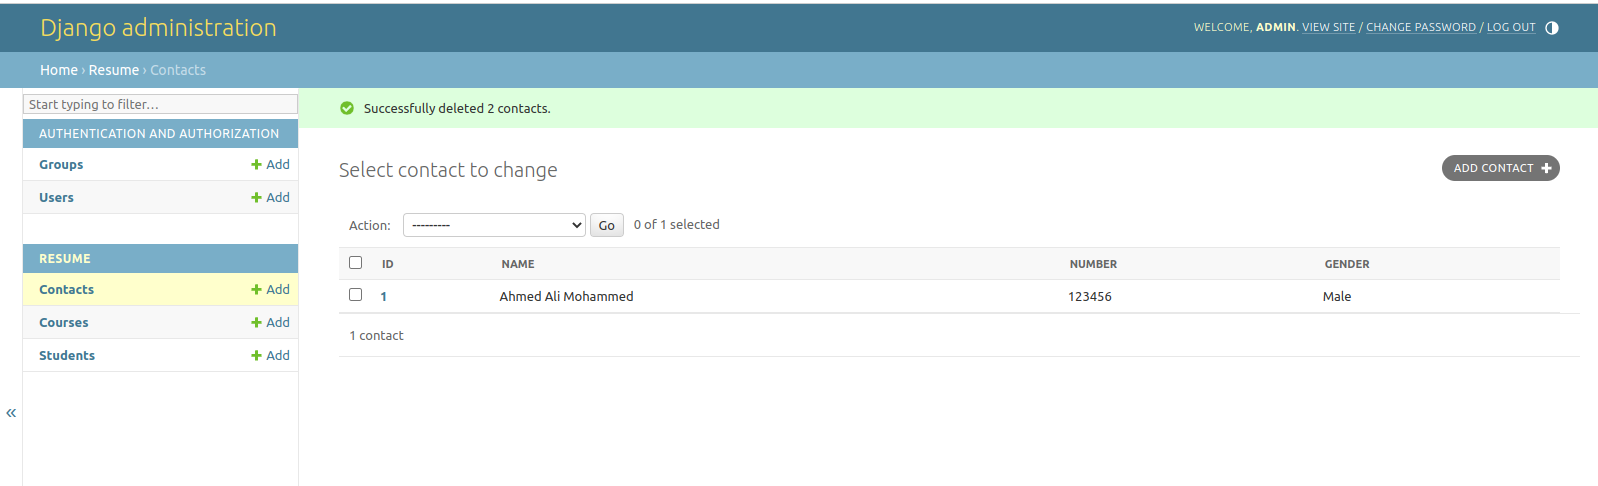 Django administration
WELCOME, ADMIN. VIEW SITE / CHANGE PASSWORD / LOG OUT
Home › Resume › Contacts
Start typing to filter...
AUTHENTICATION AND AUTHORIZATION
Groups + Add
Users + Add
RESUME
Contacts + Add
Courses + Add
Students + Add
«
Successfully deleted 2 contacts.
Select contact to change
ADD CONTACT +
Action: --------- Go 0 of 1 selected
ID NAME NUMBER GENDER
1 Ahmed Ali Mohammed 123456 Male
1 contact